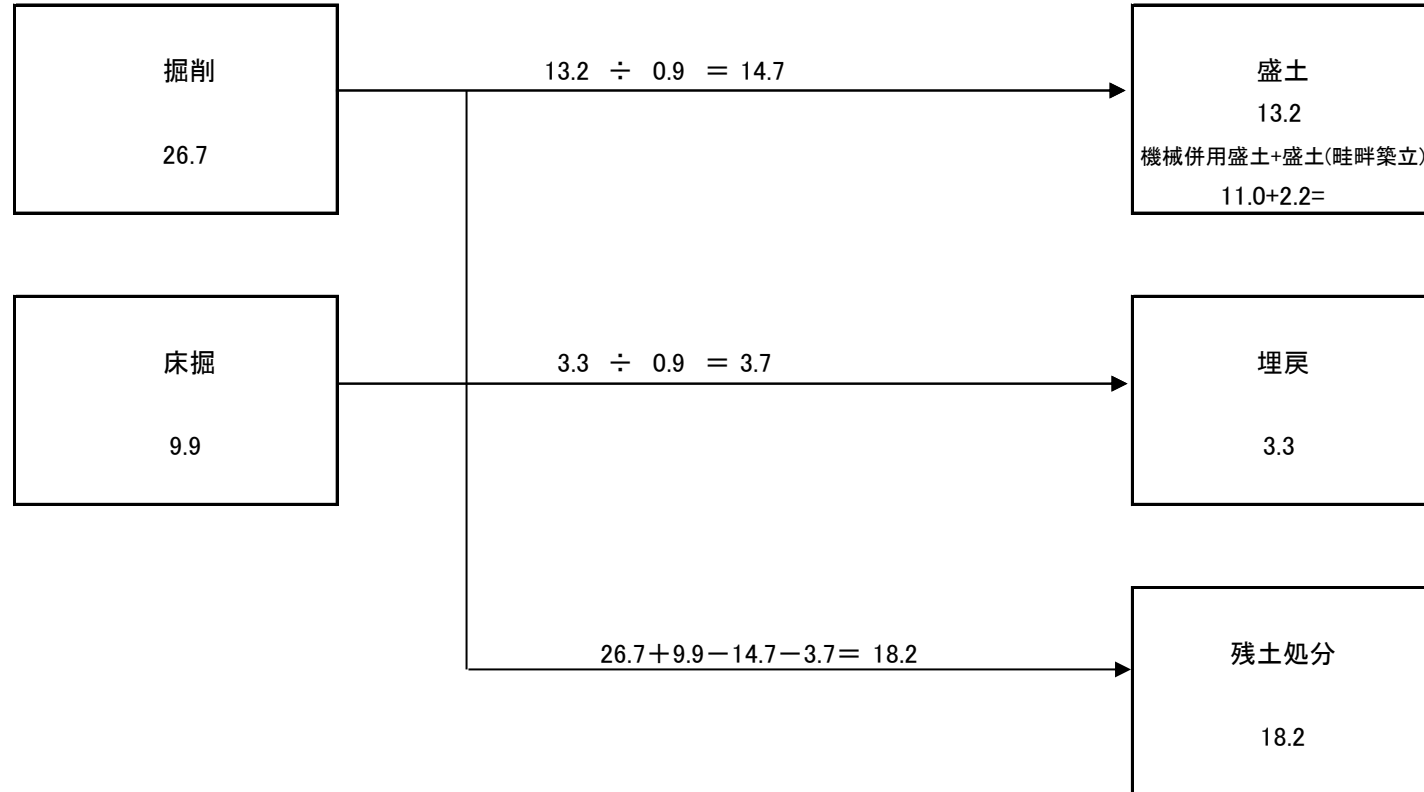 掘削
26.7
13.2 ÷ 0.9 ＝ 14.7
盛土
13.2
機械併用盛土+盛土(畦畔築立)
11.0+2.2=
床掘
9.9
3.3 ÷ 0.9 ＝ 3.7
埋戻
3.3
26.7＋9.9－14.7－3.7＝ 18.2
残土処分
18.2